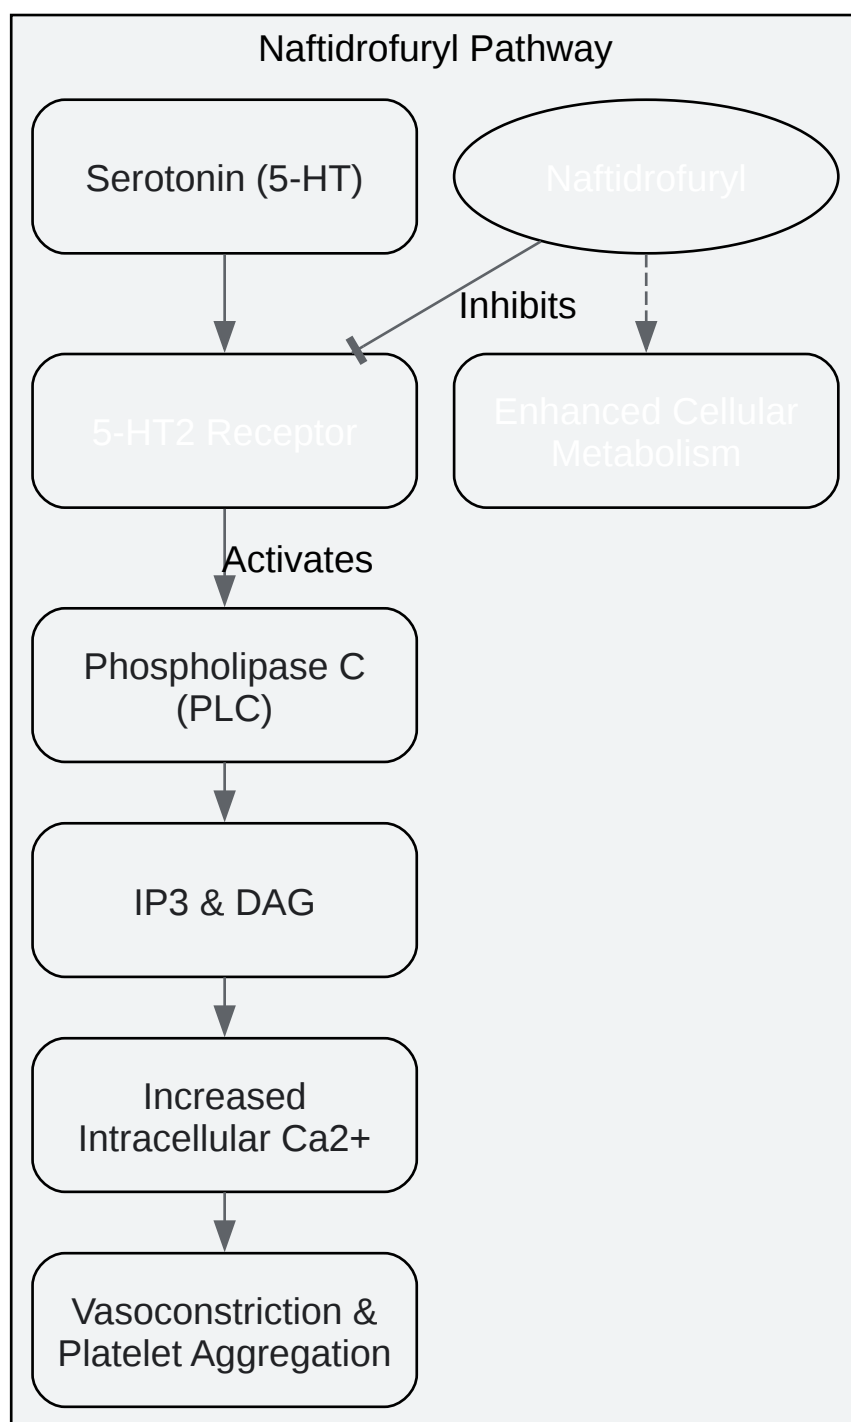 Naftidrofuryl Pathway
Serotonin (5-HT)
Naftidrofuryl
Inhibits
5-HT2 Receptor
Enhanced Cellular
Metabolism
Activates
Phospholipase C
(PLC)
IP3 & DAG
Increased
Intracellular Ca2+
Vasoconstriction &
Platelet Aggregation